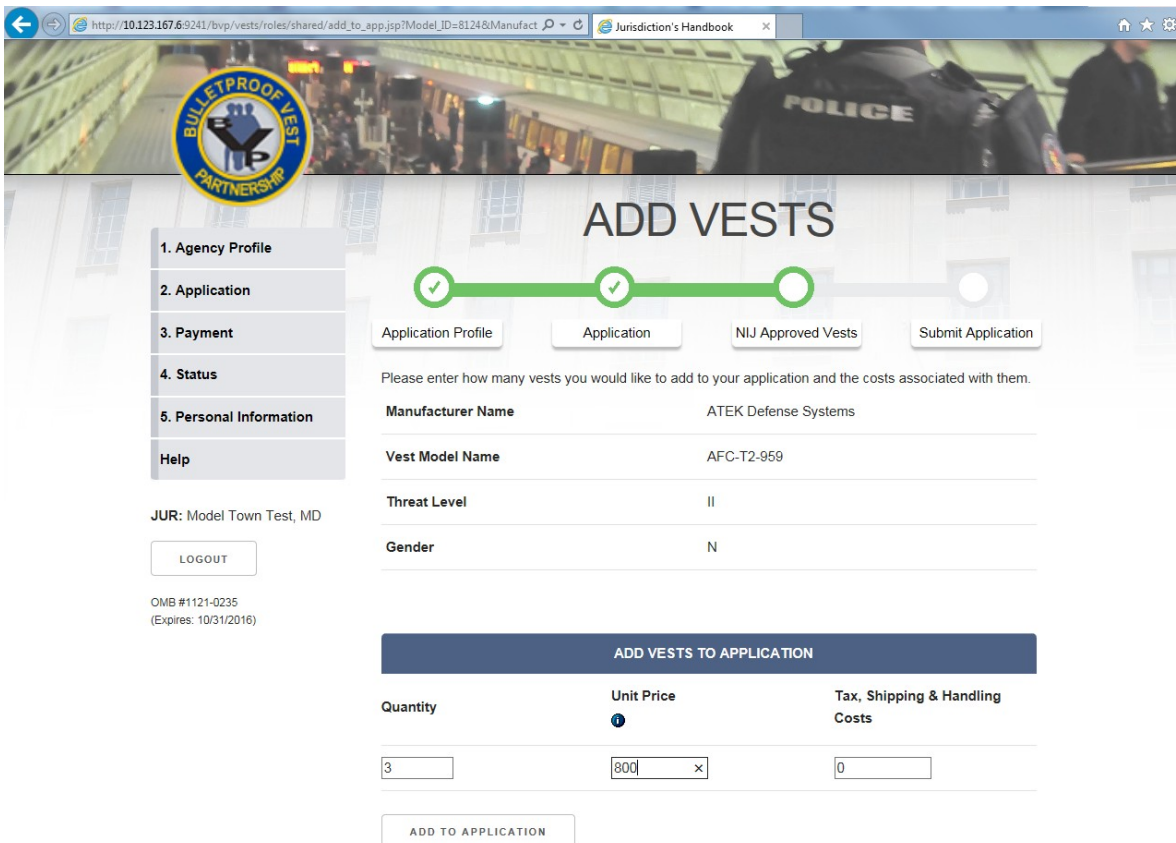 http://10.123.167.6:9241/bvp/vests/roles/shared/add_to_app.jsp?Model_ID=8124&Manufact
Jurisdiction's Handbook
BULLETPROOF VEST
BVP
PARTNERSHIP
POLICE
ADD VESTS
1. Agency Profile
2. Application
3. Payment
4. Status
5. Personal Information
Help
JUR: Model Town Test, MD
LOGOUT
OMB #1121-0235
(Expires: 10/31/2016)
Application Profile
Application
NIJ Approved Vests
Submit Application
Please enter how many vests you would like to add to your application and the costs associated with them.
Manufacturer Name ATEK Defense Systems
Vest Model Name AFC-T2-959
Threat Level II
Gender N
ADD VESTS TO APPLICATION
Quantity Unit Price Tax, Shipping & Handling
Costs
3 800 0
ADD TO APPLICATION